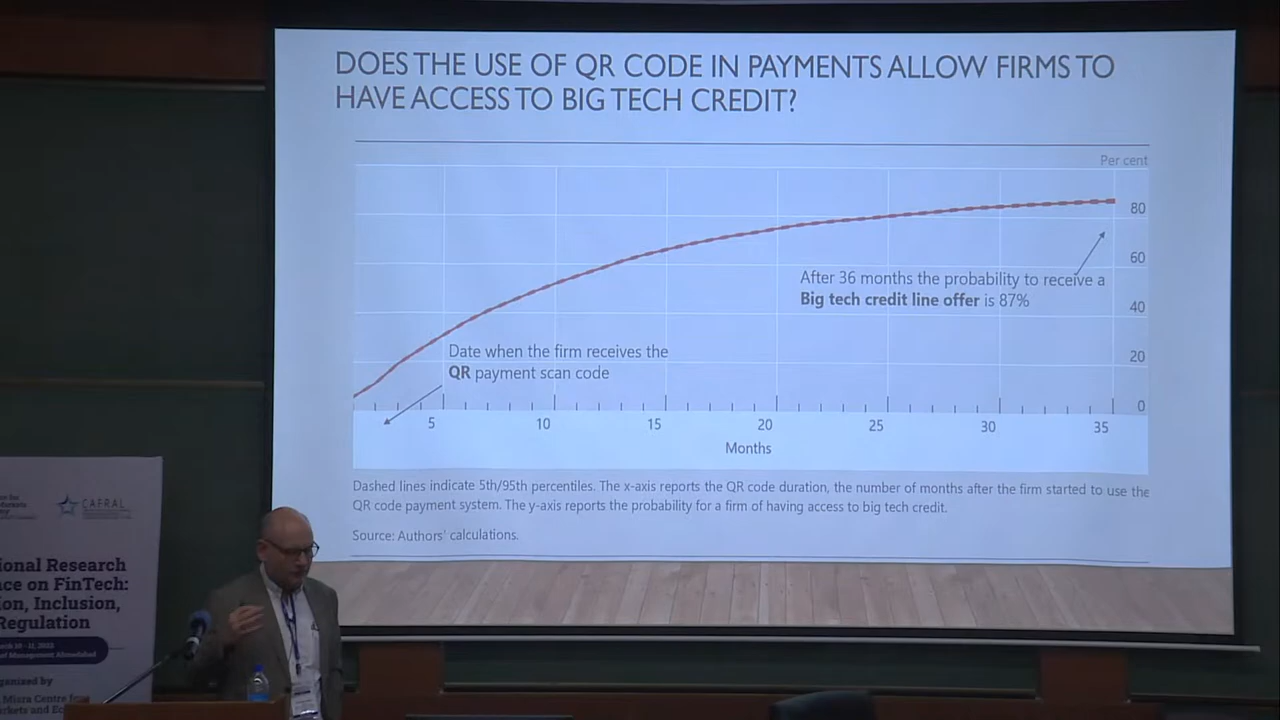 DOES THE USE OF QR CODE IN PAYMENTS ALLOW FIRMS TO
HAVE ACCESS TO BIG TECH CREDIT?
Per cent
80
60
40
20
0
After 36 months the probability to receive a
Big tech credit line offer is 87%
Date when the firm receives the
QR payment scan code
5 10 15 20 25 30 35
Months
Dashed lines indicate 5th/95th percentiles. The x-axis reports the QR code duration, the number of months after the firm started to use the
QR code payment system. The y-axis reports the probability for a firm of having access to big tech credit.
Source: Authors' calculations.
CAFRAL
ional Research
ce on FinTech:
ion, Inclusion,
Regulation
of Management Ahmedabad
ganized by
Misra Centre for
rkets and Ec